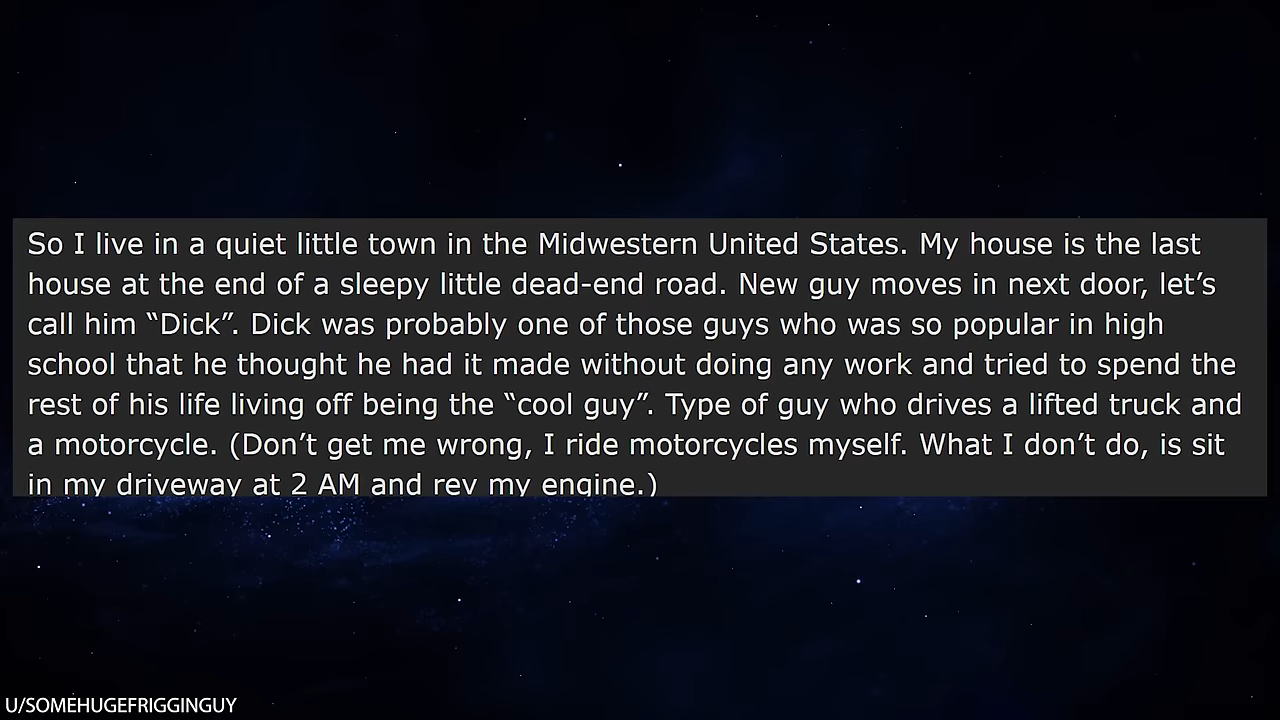 So I live in a quiet little town in the Midwestern United States. My house is the last
house at the end of a sleepy little dead-end road. New guy moves in next door, let’s
call him “Dick”. Dick was probably one of those guys who was so popular in high
school that he thought he had it made without doing any work and tried to spend the
rest of his life living off being the “cool guy”. Type of guy who drives a lifted truck and
a motorcycle. (Don’t get me wrong, I ride motorcycles myself. What I don’t do, is sit
in my driveway at 2 AM and rev my engine.)
U/SOMEHUGEFRIGGINGUY